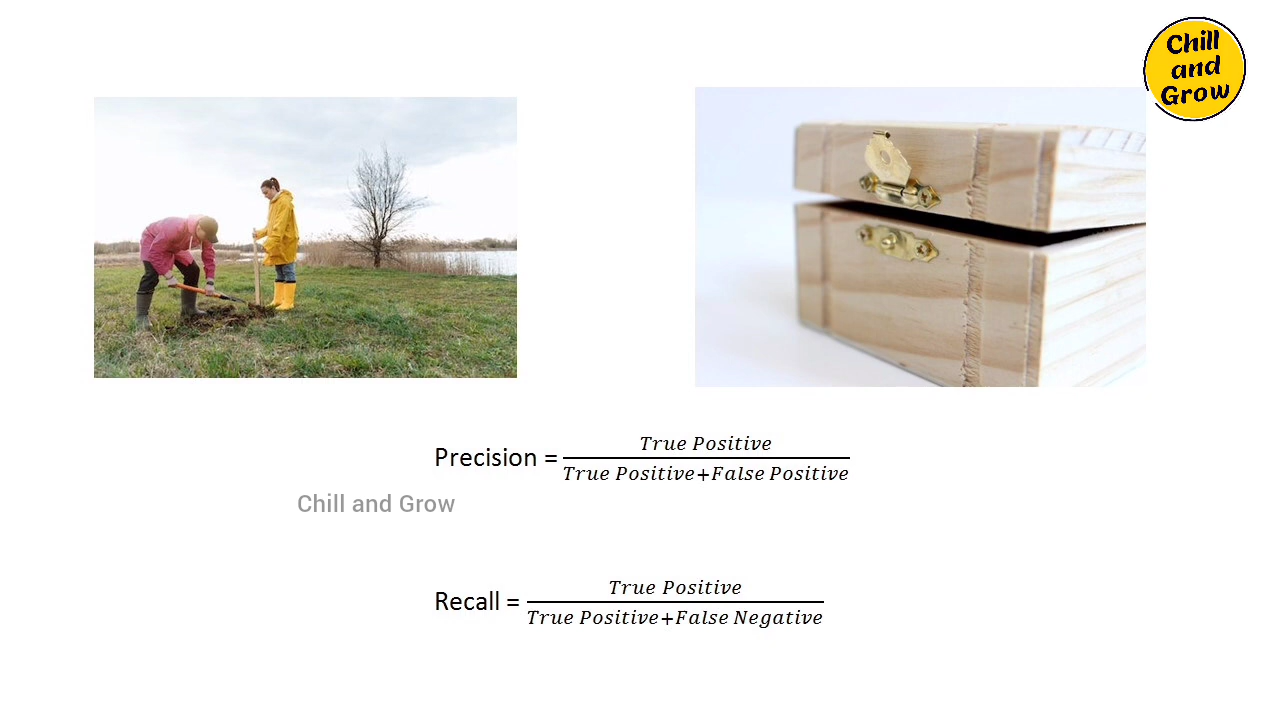 Chill
and
Grow
Precision = True Positive / True Positive+False Positive
Chill and Grow
Recall = True Positive / True Positive+False Negative